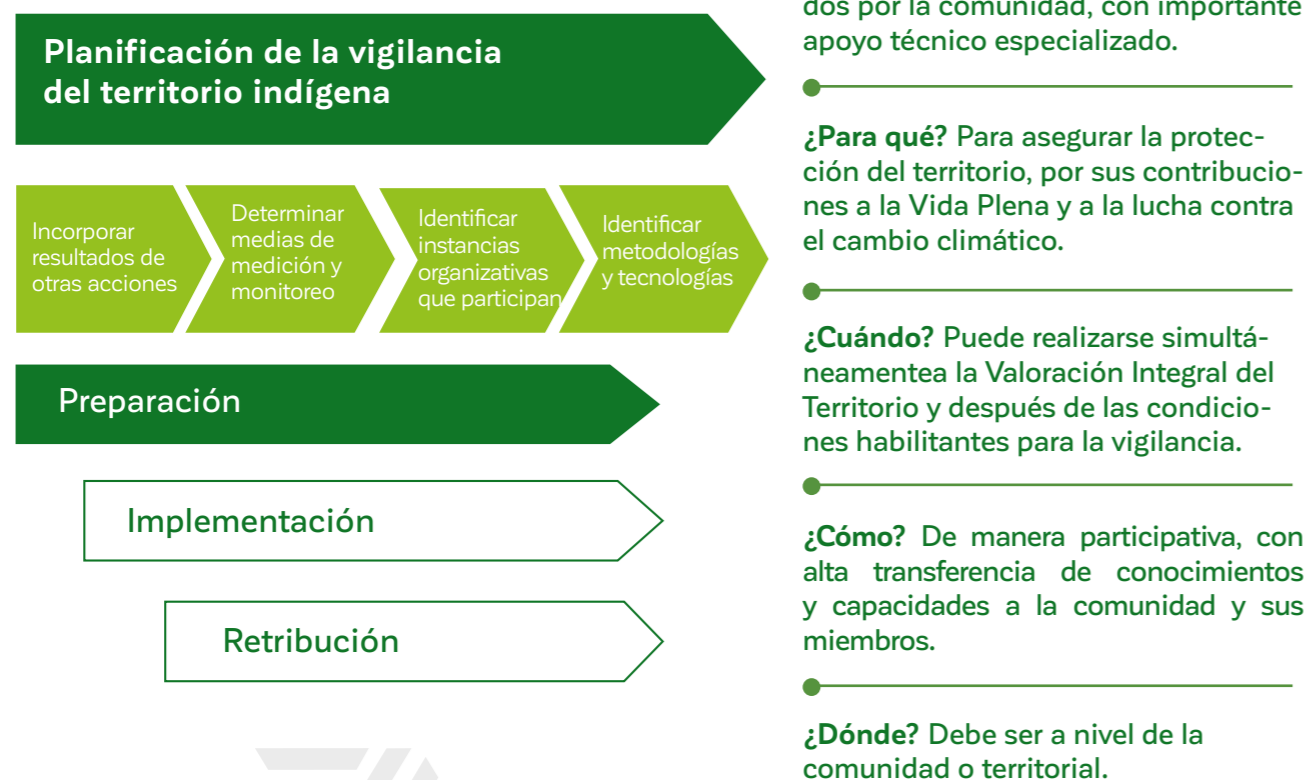 Planificación de la vigilancia
del territorio indígena
Incorporar
resultados de
otras acciones
Determinar
medias de
medición y
monitoreo
Identificar
instancias
organizativas
que participan
Identificar
metodologías
y tecnologías
Preparación
Implementación
Retribución
dos por la comunidad, con importante
apoyo técnico especializado.
¿Para qué? Para asegurar la protec-
ción del territorio, por sus contribucio-
nes a la Vida Plena y a la lucha contra
el cambio climático.
¿Cuándo? Puede realizarse simultá-
neamentea la Valoración Integral del
Territorio y después de las condicio-
nes habilitantes para la vigilancia.
¿Cómo? De manera participativa, con
alta transferencia de conocimientos
y capacidades a la comunidad y sus
miembros.
¿Dónde? Debe ser a nivel de la
comunidad o territorial.